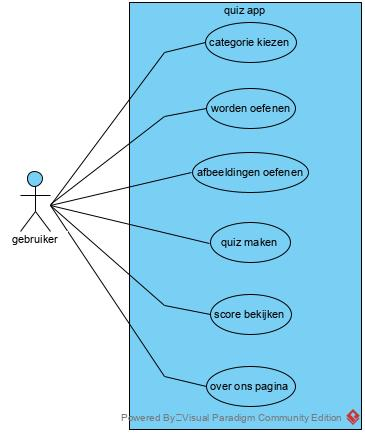 quiz app
categorie kiezen
worden oefenen
afbeeldingen oefenen
gebruiker
quiz maken
score bekijken
over ons pagina
Powered By Visual Paradigm Community Edition